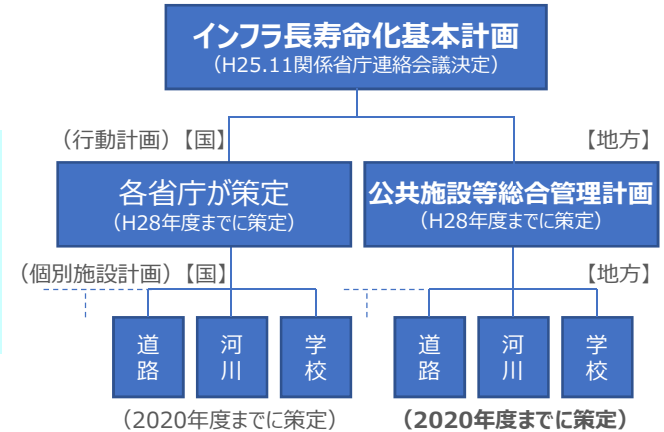 インフラ長寿命化基本計画
（H25.11関係省庁連絡会議決定）
（行動計画）【国】 【地方】
各省庁が策定 公共施設等総合管理計画
（H28年度までに策定） （H28年度までに策定）
（個別施設計画）【国】 【地方】
道路 河川 学校 道路 河川 学校
（2020年度までに策定） （2020年度までに策定）